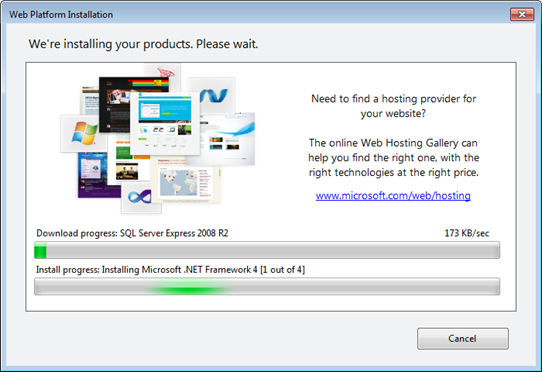 Web Platform Installation
We're installing your products. Please wait.
Need to find a hosting provider for
your website?
The online Web Hosting Gallery can
help you find the right one, with the
right technologies at the right price.
www.microsoft.com/web/hosting
Download progress: SQL Server Express 2008 R2 173 KB/sec
Install progress: Installing Microsoft .NET Framework 4 [1 out of 4]
Cancel